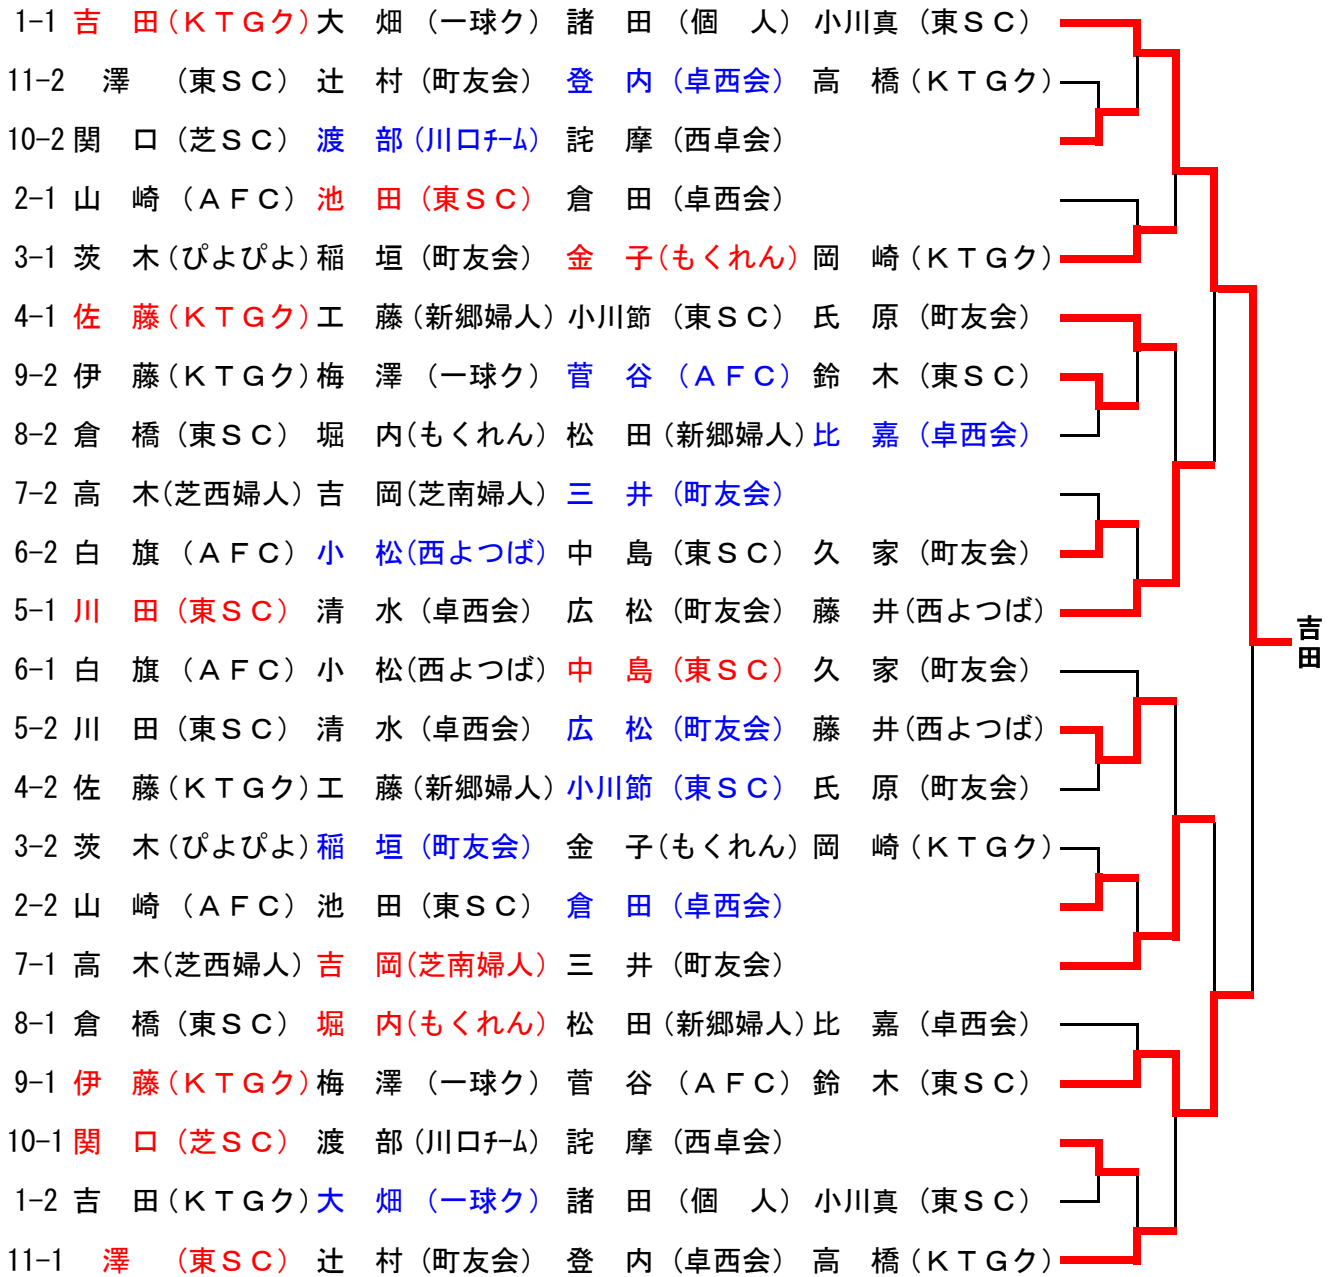 1-1 吉　田(KTGク) 大　畑 (一球ク) 諸　田 (個　人) 小川真 (東ＳＣ)
11-2 　澤　 (東ＳＣ) 辻　村 (町友会) 登　内 (卓西会) 高　橋 (ＫＴＧク)
10-2 関　口 (芝ＳＣ) 渡　部 (川口ﾁｰﾑ) 詫　摩 (西卓会)
2-1 山　崎 (ＡＦＣ) 池　田 (東ＳＣ) 倉　田 (卓西会)
3-1 茨　木(ぴよぴよ) 稲　垣 (町友会) 金　子(もくれん) 岡　崎 (ＫＴＧク)
4-1 佐　藤(ＫＴＧク) 工　藤 (新郷婦人) 小川節 (東ＳＣ) 氏　原 (町友会)
9-2 伊　藤(ＫＴＧク) 梅　澤 (一球ク) 菅　谷 (ＡＦＣ) 鈴　木 (東ＳＣ)
8-2 倉　橋 (東ＳＣ) 堀　内(もくれん) 松　田 (新郷婦人) 比　嘉 (卓西会)
7-2 高　木(芝西婦人) 吉　岡(芝南婦人) 三　井 (町友会)
6-2 白　旗 (ＡＦＣ) 小　松(西よつば) 中　島 (東ＳＣ) 久　家 (町友会)
5-1 川　田 (東ＳＣ) 清　水 (卓西会) 広　松 (町友会) 藤　井(西よつば)
吉田
6-1 白　旗 (ＡＦＣ) 小　松(西よつば) 中　島 (東ＳＣ) 久　家 (町友会)
5-2 川　田 (東ＳＣ) 清　水 (卓西会) 広　松 (町友会) 藤　井(西よつば)
4-2 佐　藤(ＫＴＧク) 工　藤 (新郷婦人) 小川節 (東ＳＣ) 氏　原 (町友会)
3-2 茨　木(ぴよぴよ) 稲　垣 (町友会) 金　子(もくれん) 岡　崎 (ＫＴＧク)
2-2 山　崎 (ＡＦＣ) 池　田 (東ＳＣ) 倉　田 (卓西会)
7-1 高　木(芝西婦人) 吉　岡(芝南婦人) 三　井 (町友会)
8-1 倉　橋 (東ＳＣ) 堀　内(もくれん) 松　田 (新郷婦人) 比　嘉 (卓西会)
9-1 伊　藤(ＫＴＧク) 梅　澤 (一球ク) 菅　谷 (ＡＦＣ) 鈴　木 (東ＳＣ)
10-1 関　口 (芝ＳＣ) 渡　部 (川口ﾁｰﾑ) 詫　摩 (西卓会)
1-2 吉　田(ＫＴＧク) 大　畑 (一球ク) 諸　田 (個　人) 小川真 (東ＳＣ)
11-1 　澤　 (東ＳＣ) 辻　村 (町友会) 登　内 (卓西会) 高　橋 (ＫＴＧク)